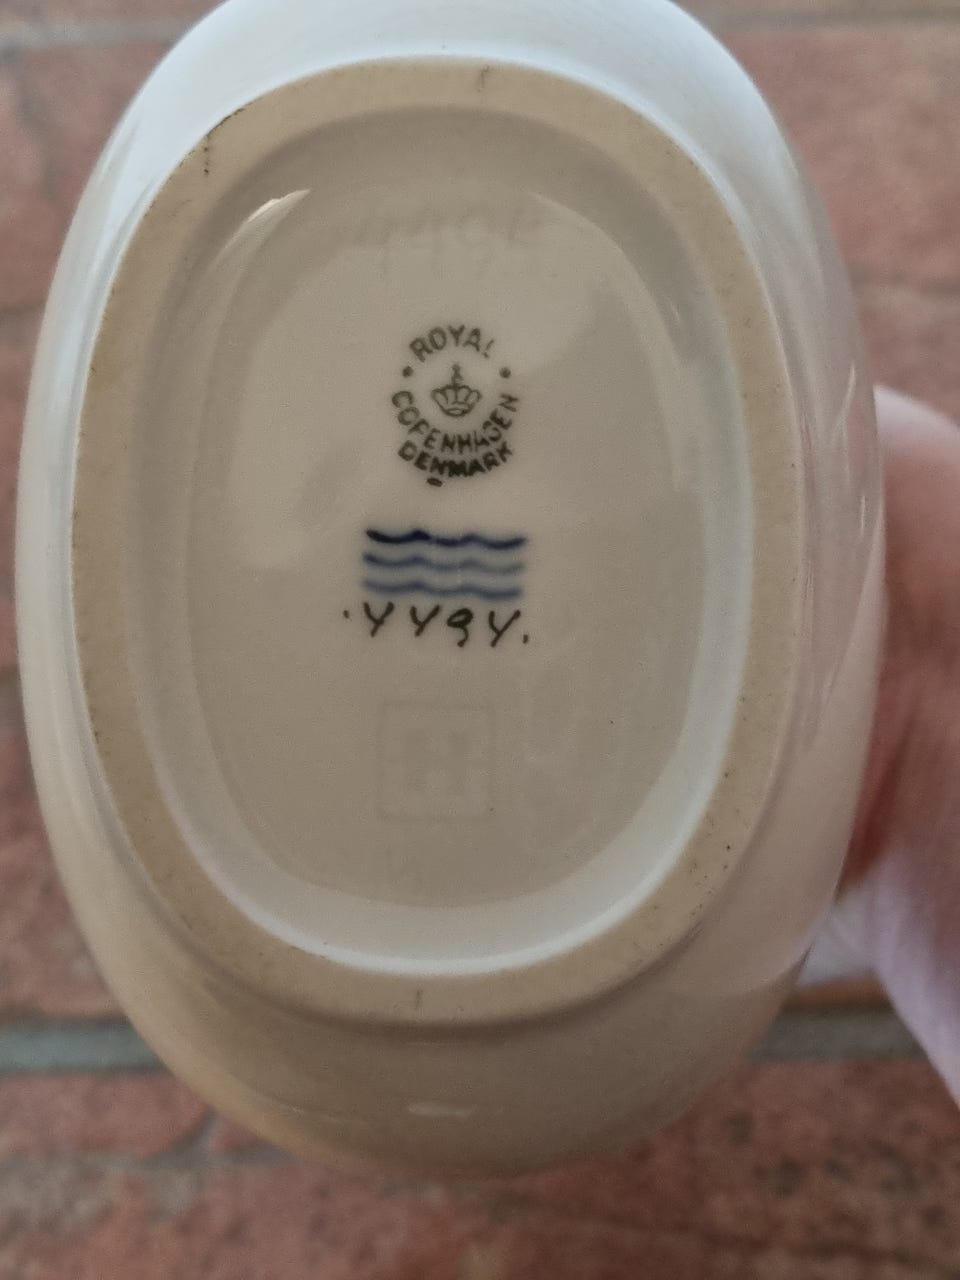 ROYAL
COPENHAGEN
DENMARK
.4494.